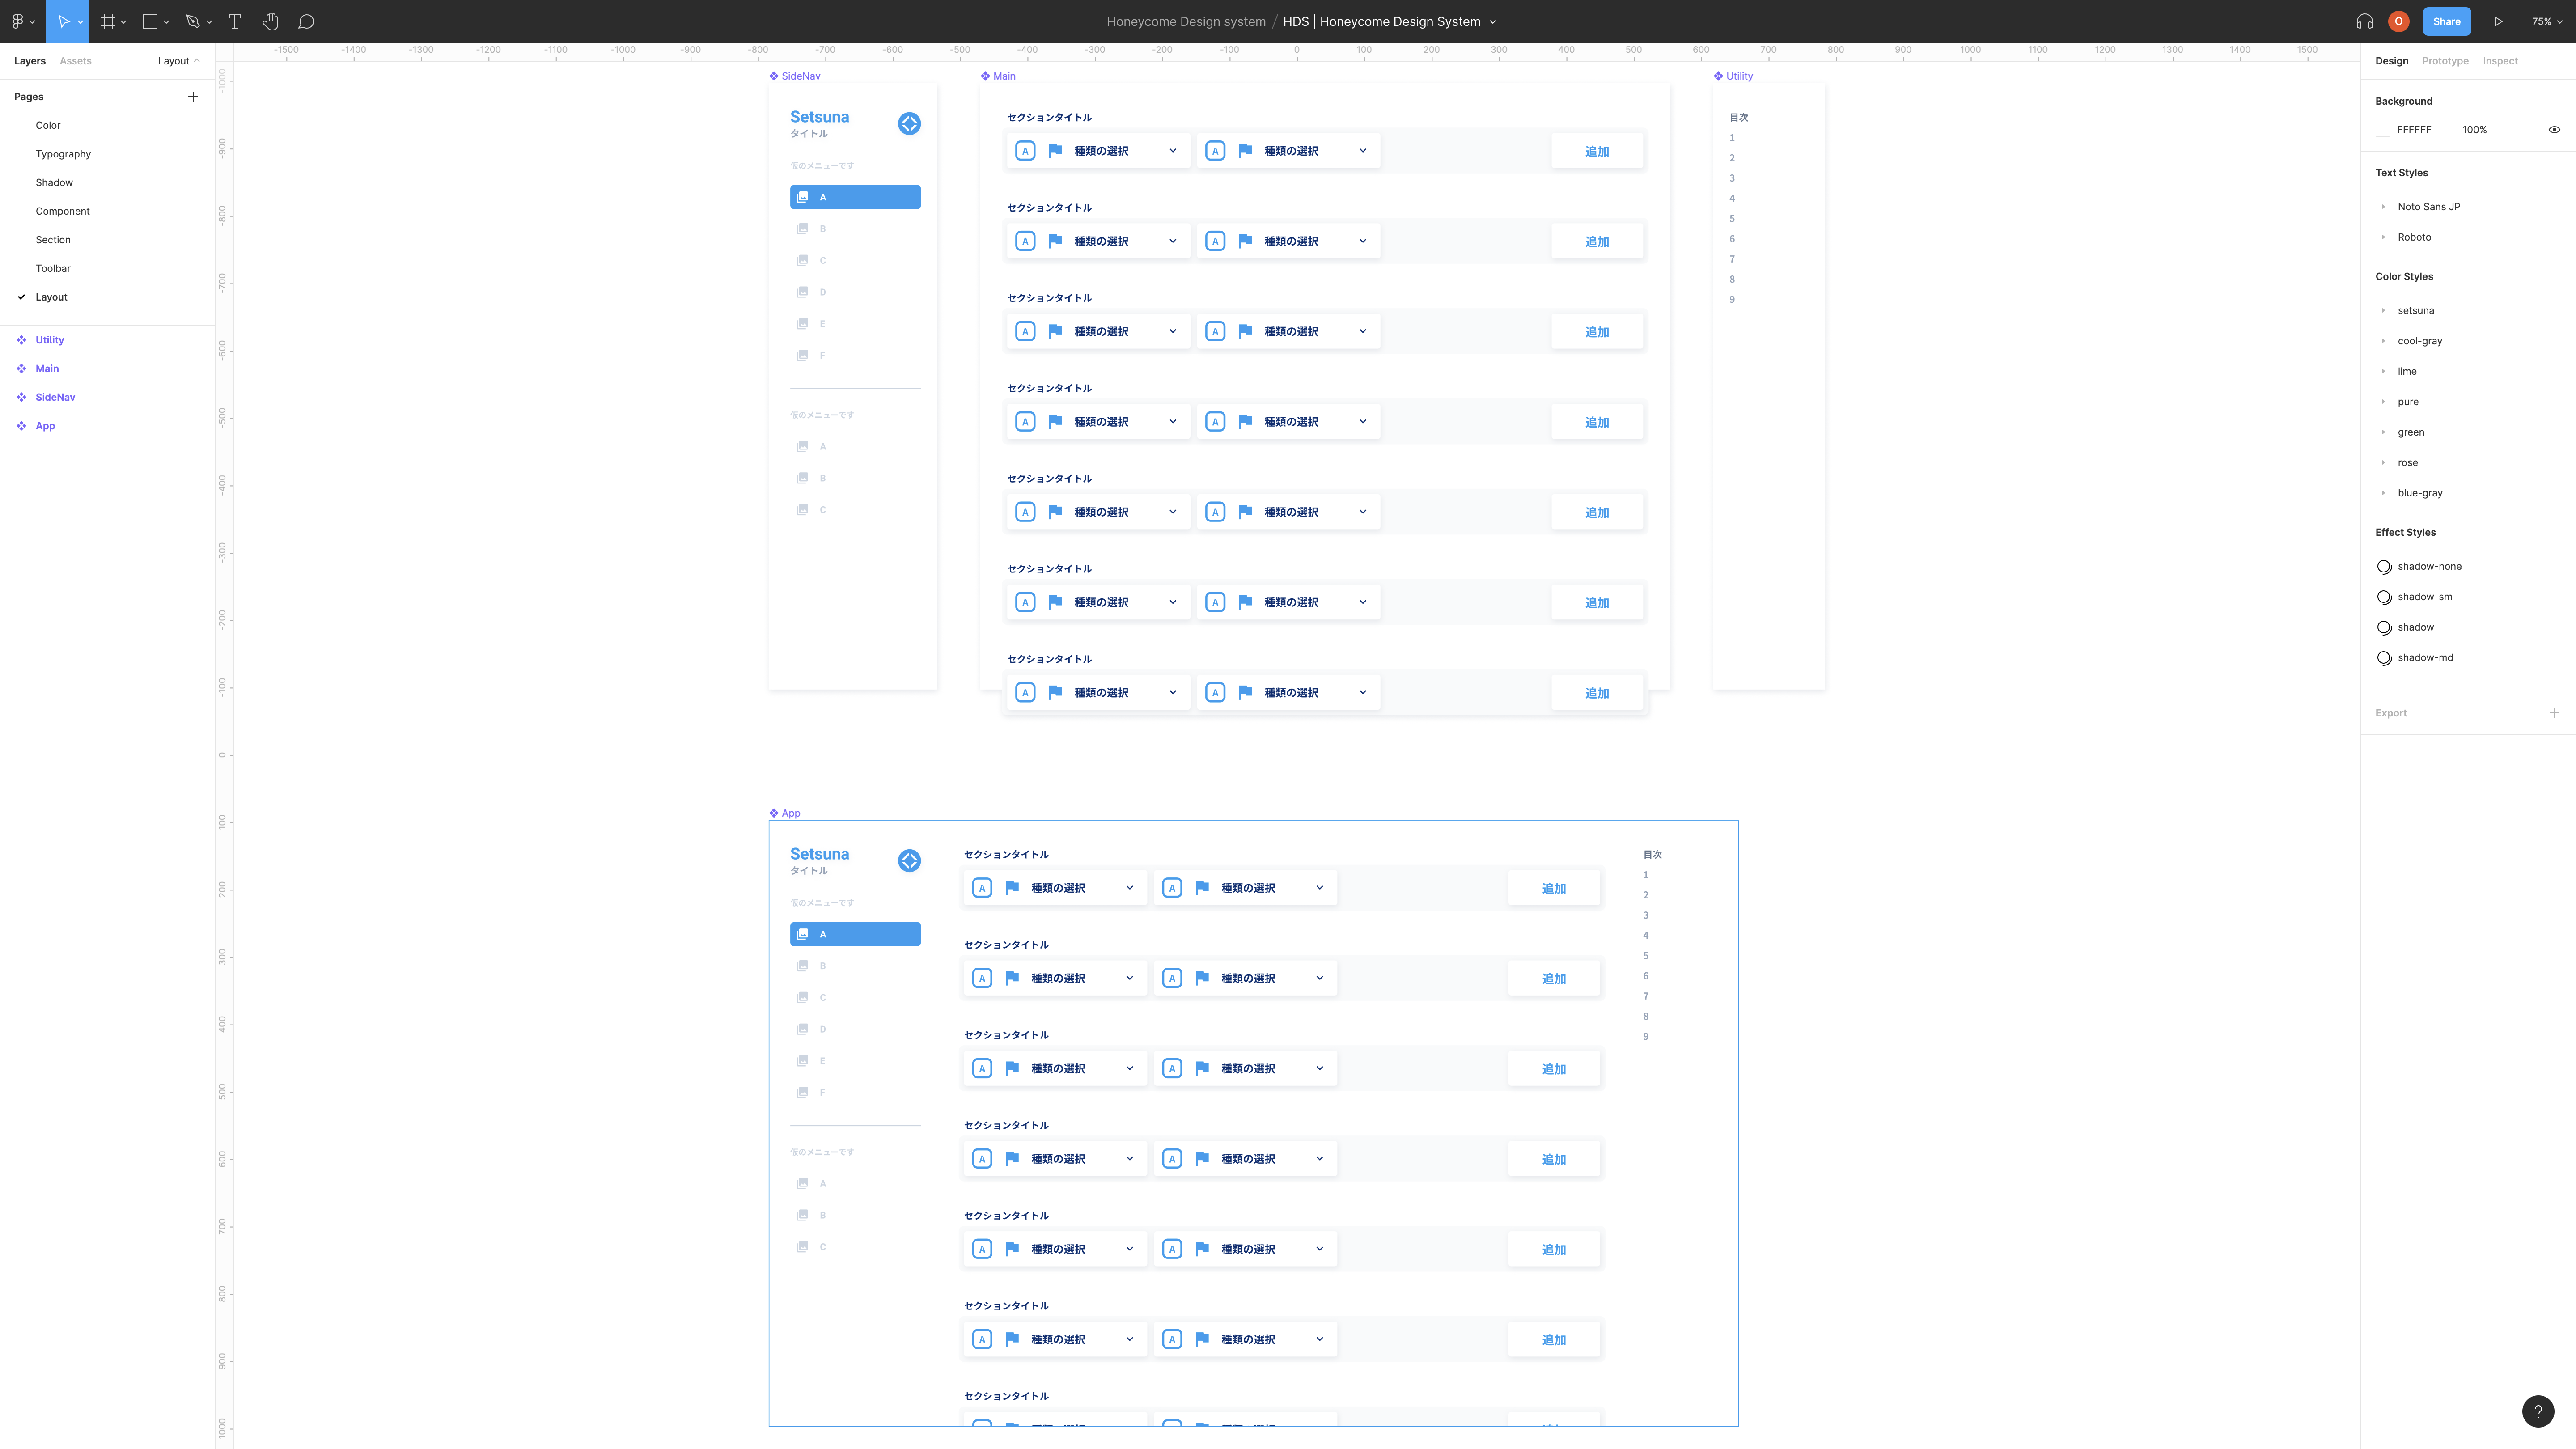 Honeycome Design system / HDS | Honeycome Design System
O
Share
75%
Layers
Assets
Layout
Pages
Color
Typography
Shadow
Component
Section
Toolbar
Layout
Utility
Main
SideNav
App
-1500 -1400 -1300 -1200 -1100 -1000 -900 -800 -700 -600 -500 -400 -300 -200 -100 0 100 200 300 400 500 600 700 800 900 1000 1100 1200 1300 1400 1500
-1000
-900
-800
-700
-600
-500
-400
-300
-200
-100
0
100
200
300
400
500
600
700
800
900
1000
SideNav
Setsuna
タイトル
仮のメニューです
A
B
C
D
E
F
仮のメニューです
A
B
C
Main
セクションタイトル
A 種類の選択 A 種類の選択 追加
セクションタイトル
A 種類の選択 A 種類の選択 追加
セクションタイトル
A 種類の選択 A 種類の選択 追加
セクションタイトル
A 種類の選択 A 種類の選択 追加
セクションタイトル
A 種類の選択 A 種類の選択 追加
セクションタイトル
A 種類の選択 A 種類の選択 追加
セクションタイトル
A 種類の選択 A 種類の選択 追加
Utility
目次
1
2
3
4
5
6
7
8
9
App
Setsuna
タイトル
仮のメニューです
A
B
C
D
E
F
仮のメニューです
A
B
C
セクションタイトル
A 種類の選択 A 種類の選択 追加
セクションタイトル
A 種類の選択 A 種類の選択 追加
セクションタイトル
A 種類の選択 A 種類の選択 追加
セクションタイトル
A 種類の選択 A 種類の選択 追加
セクションタイトル
A 種類の選択 A 種類の選択 追加
セクションタイトル
A 種類の選択 A 種類の選択 追加
セクションタイトル
目次
1
2
3
4
5
6
7
8
9
Design
Prototype
Inspect
Background
FFFFFF 100%
Text Styles
Noto Sans JP
Roboto
Color Styles
setsuna
cool-gray
lime
pure
green
rose
blue-gray
Effect Styles
shadow-none
shadow-sm
shadow
shadow-md
Export
?